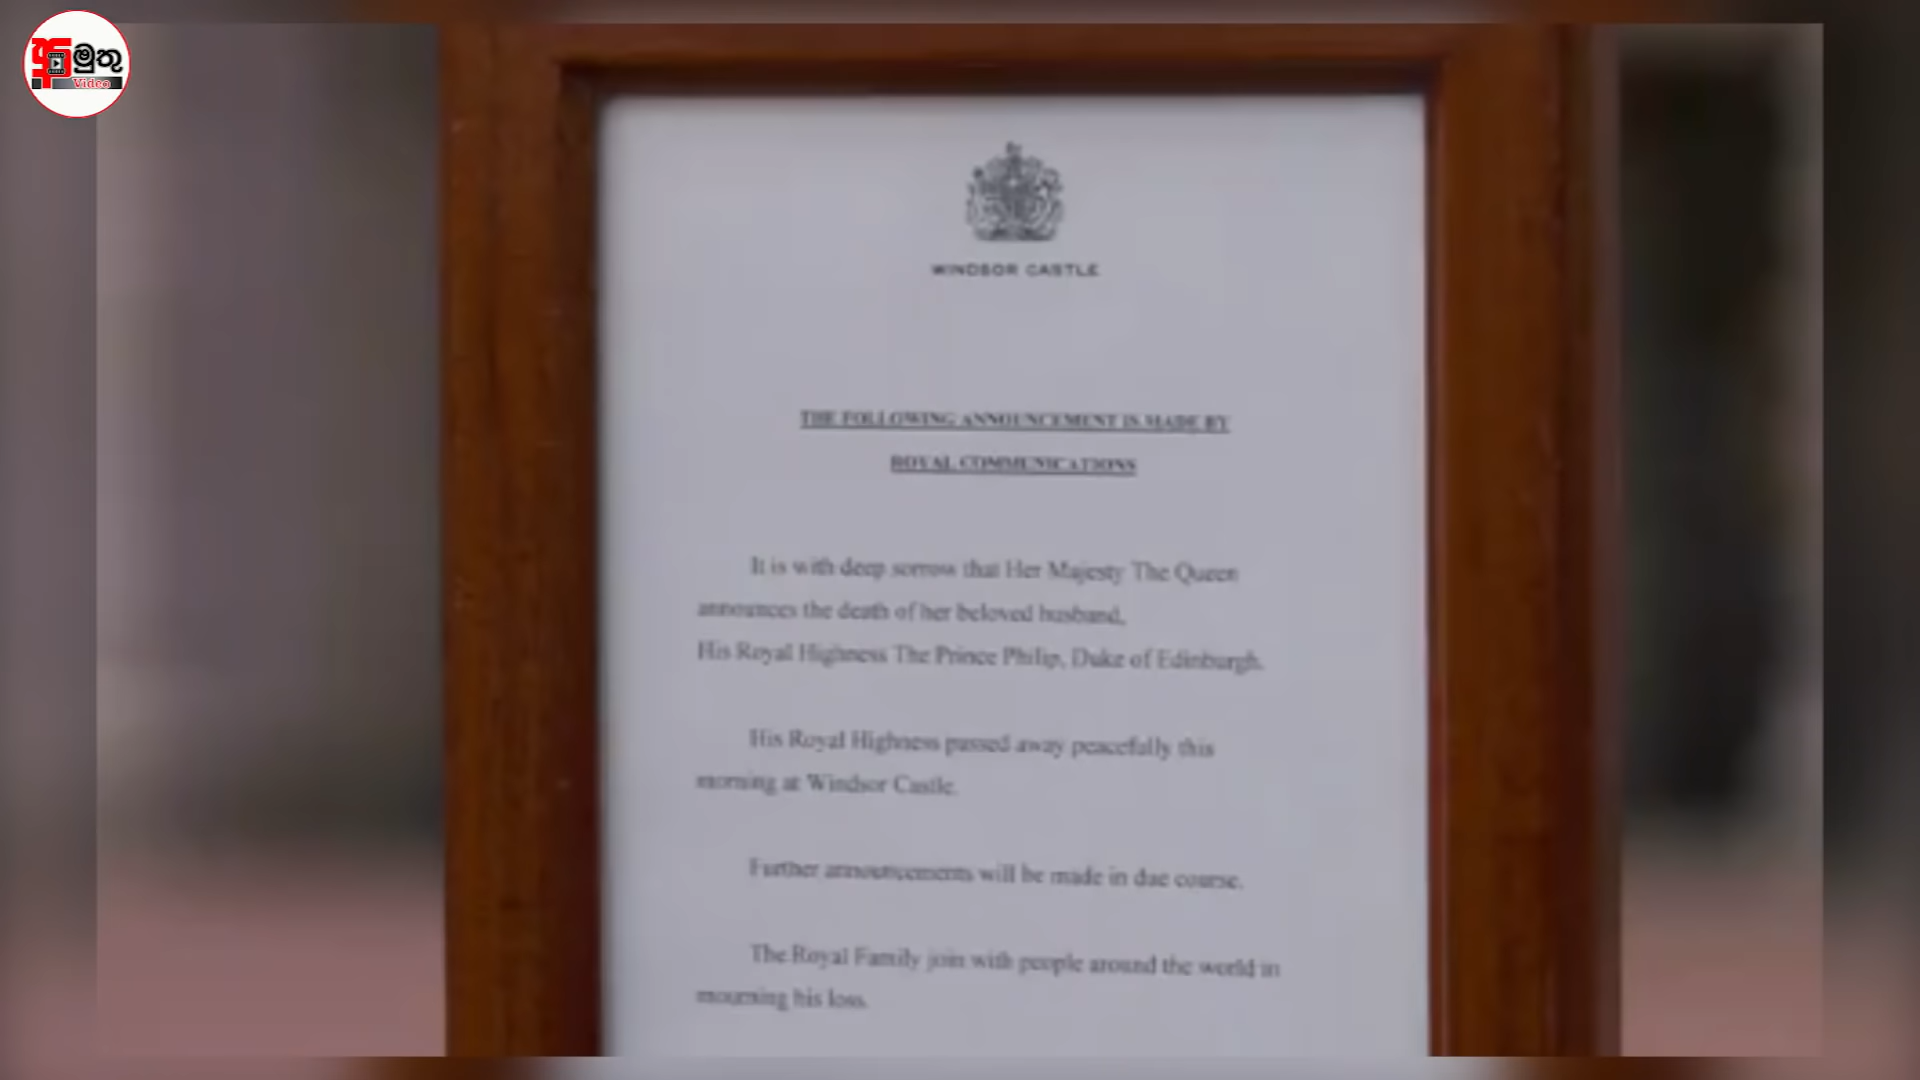 අමුතු
Video
WINDSOR CASTLE
THE FOLLOWING ANNOUNCEMENT IS MADE BY
ROYAL COMMUNICATIONS
It is with deep sorrow that Her Majesty The Queen
announces the death of her beloved husband,
His Royal Highness The Prince Philip, Duke of Edinburgh.
His Royal Highness passed away peacefully this
morning at Windsor Castle.
Further announcements will be made in due course.
The Royal Family join with people around the world in
mourning his loss.